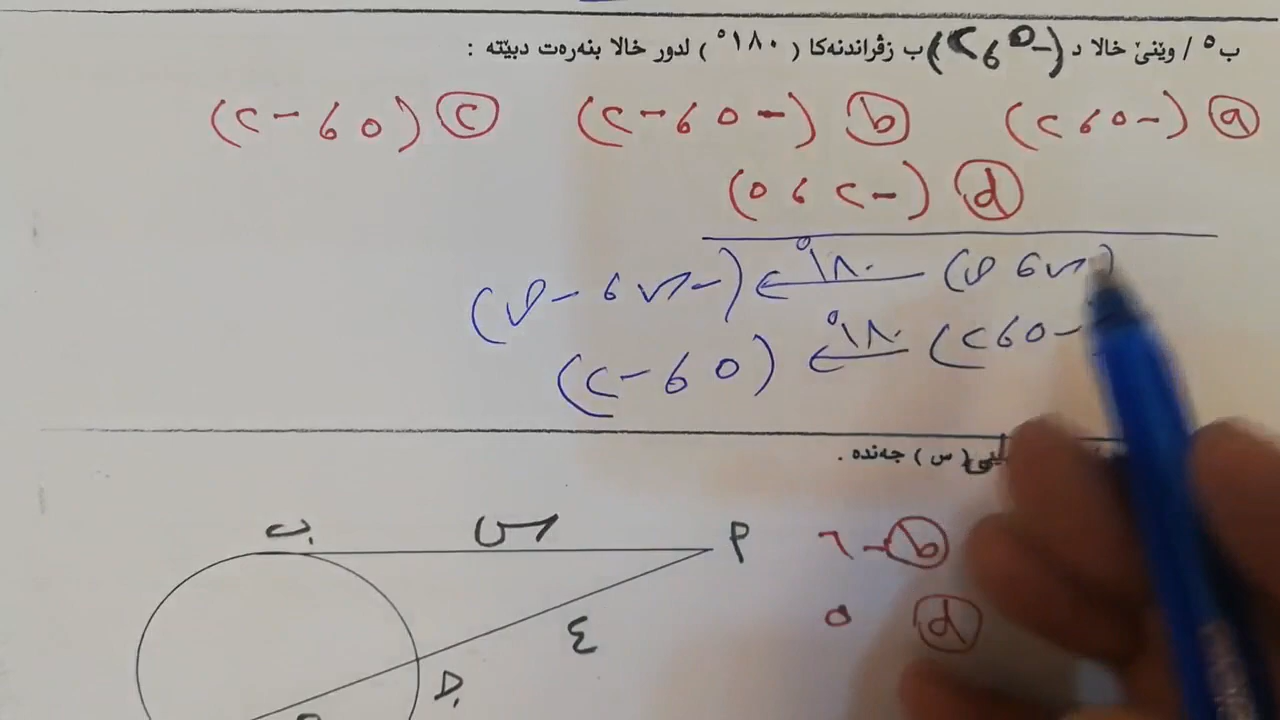 ب٥ / وێنێ خالا د (-٥ و ٢) ب زڤراندنەکا ( ١٨٠° ) لدور خالا بنەرەت دبیتە :
ⓐ (-٥ ، ٢) ⓑ (-٥ ، -٢) ⓒ (٥ ، -٢)
ⓓ (-٢ ، ٥)
(س ، ص) ← ١٨٠° (-س ، -ص)
(-٥ ، ٢) ← ١٨٠° (٥ ، -٢)
( س ) جەندە .
ب س م
ⓑ -٦
٤ ⓓ ٥